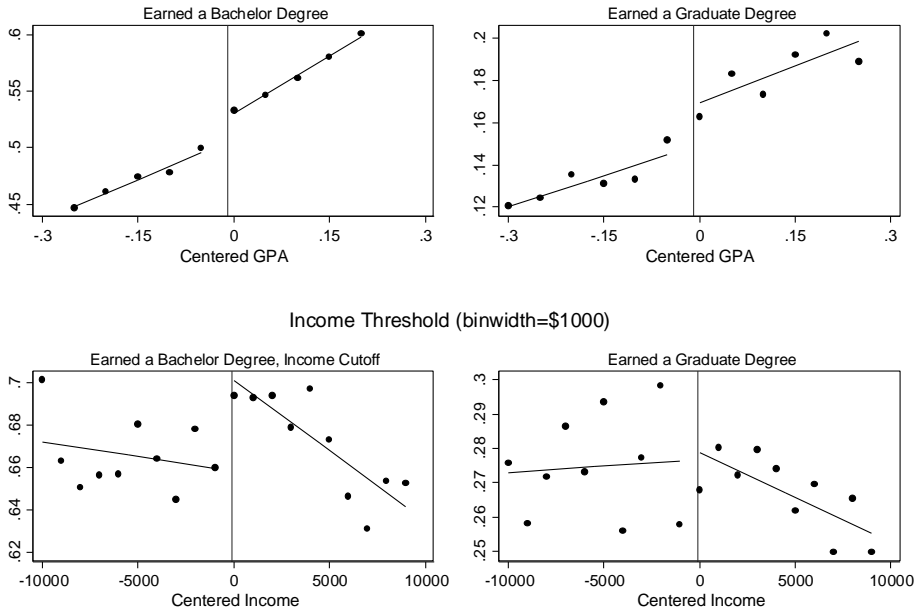 Earned a Bachelor Degree
.6
.55
.5
.45
-.3 -.15 0 .15 .3
Centered GPA
Earned a Graduate Degree
.2
.18
.16
.14
.12
-.3 -.15 0 .15 .3
Centered GPA
Income Threshold (binwidth=$1000)
Earned a Bachelor Degree, Income Cutoff
.7
.68
.66
.64
.62
-10000 -5000 0 5000 10000
Centered Income
Earned a Graduate Degree
.3
.29
.28
.27
.26
.25
-10000 -5000 0 5000 10000
Centered Income